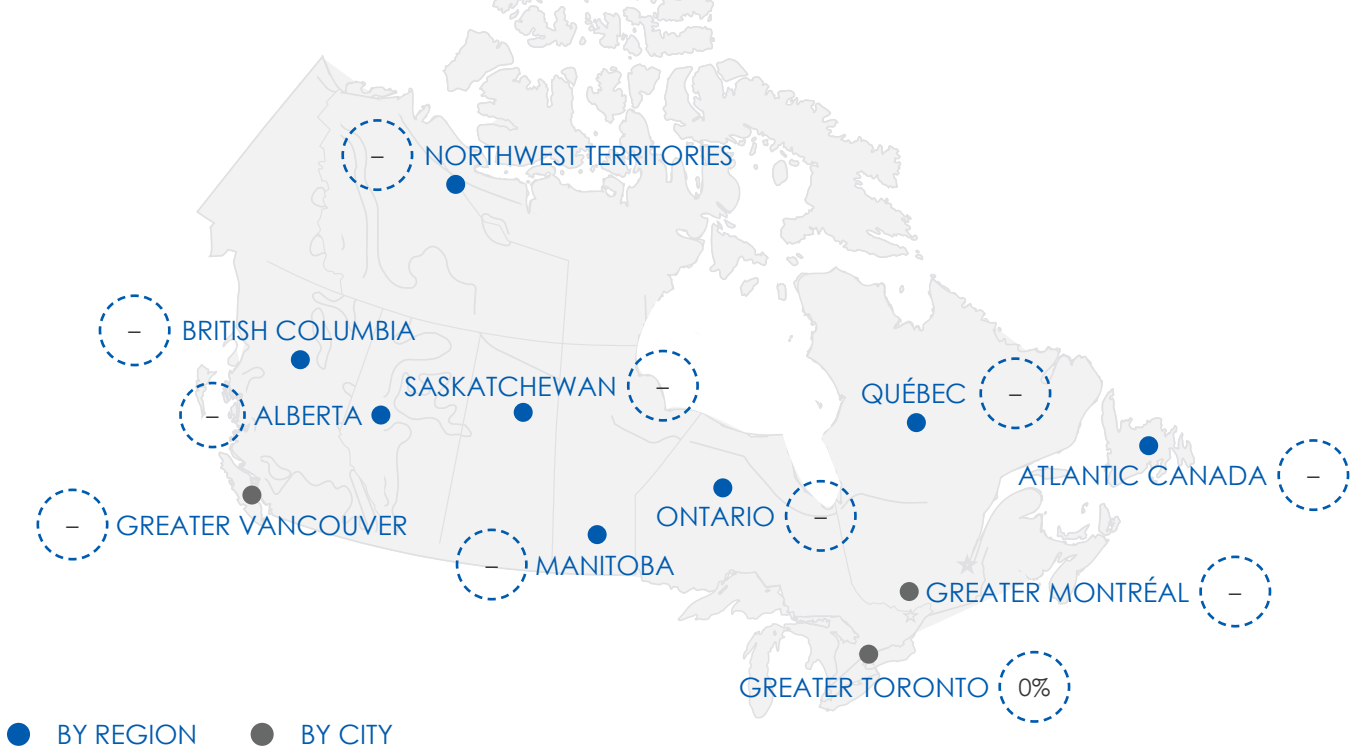 – NORTHWEST TERRITORIES
– BRITISH COLUMBIA
SASKATCHEWAN –
QUÉBEC –
– ALBERTA
ATLANTIC CANADA –
ONTARIO –
– GREATER VANCOUVER
– MANITOBA
GREATER MONTRÉAL –
GREATER TORONTO 0%
BY REGION
BY CITY